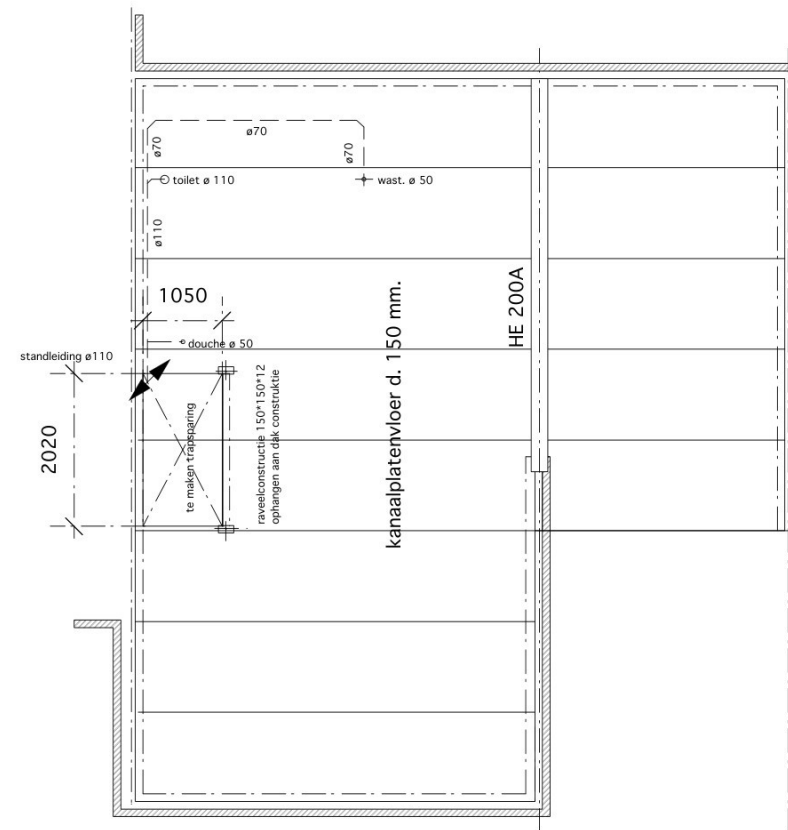 ø70
ø70
ø70
toilet ø 110
wast. ø 50
ø110
1050
HE 200A
kanaalplatenvloer d. 150 mm.
douche ø 50
standleiding ø110
2020
te maken trapsparing
raveelconstructie 150*150*12
ophangen aan dak construktie